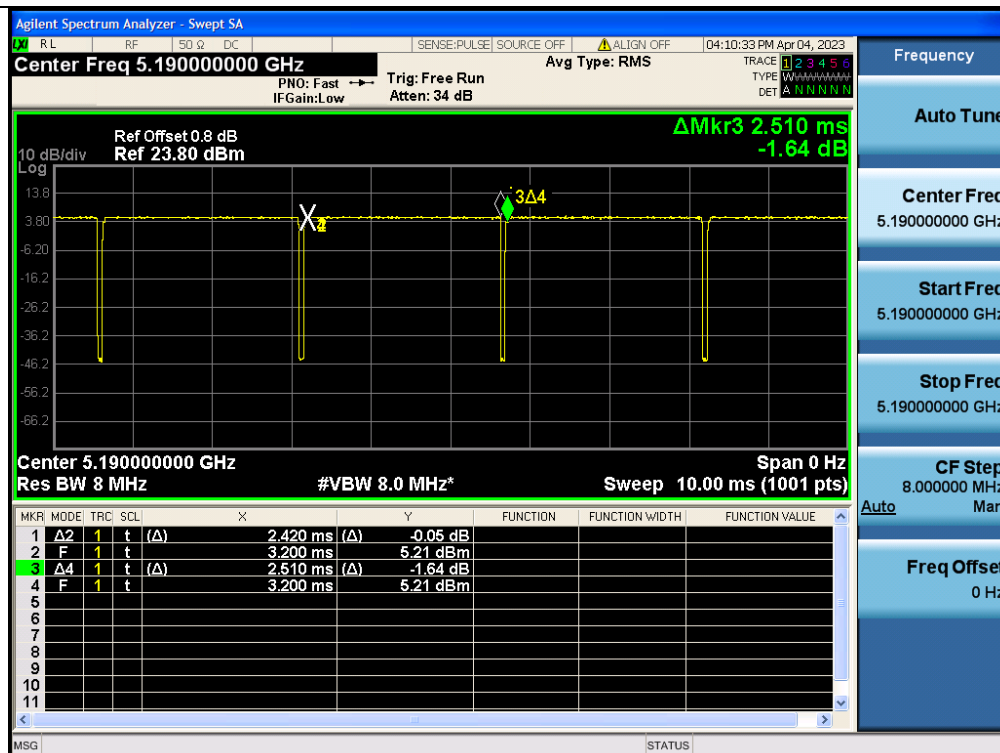 Agilent Spectrum Analyzer - Swept SA
LXI RL RF 50 Ω DC SENSE:PULSE SOURCE OFF ALIGN OFF 04:10:33 PM Apr 04, 2023
Center Freq 5.190000000 GHz
PNO: Fast
IFGain:Low
Trig: Free Run
Atten: 34 dB
Avg Type: RMS
TRACE 1 2 3 4 5 6
TYPE W
DET A N N N N N
ΔMkr3 2.510 ms
-1.64 dB
Ref Offset 0.8 dB
10 dB/div Ref 23.80 dBm
Log
13.8
3.80
-6.20
-16.2
-26.2
-36.2
-46.2
-56.2
-66.2
3Δ4
Center 5.190000000 GHz Span 0 Hz
Res BW 8 MHz #VBW 8.0 MHz* Sweep 10.00 ms (1001 pts)
MKR MODE TRC SCL X Y FUNCTION FUNCTION WIDTH FUNCTION VALUE
1 Δ2 1 t (Δ) 2.420 ms (Δ) -0.05 dB
2 F 1 t 3.200 ms 5.21 dBm
3 Δ4 1 t (Δ) 2.510 ms (Δ) -1.64 dB
4 F 1 t 3.200 ms 5.21 dBm
5
6
7
8
9
10
11
MSG STATUS
Frequency
Auto Tune
Center Freq
5.190000000 GHz
Start Freq
5.190000000 GHz
Stop Freq
5.190000000 GHz
CF Step
8.000000 MHz
Auto Man
Freq Offset
0 Hz